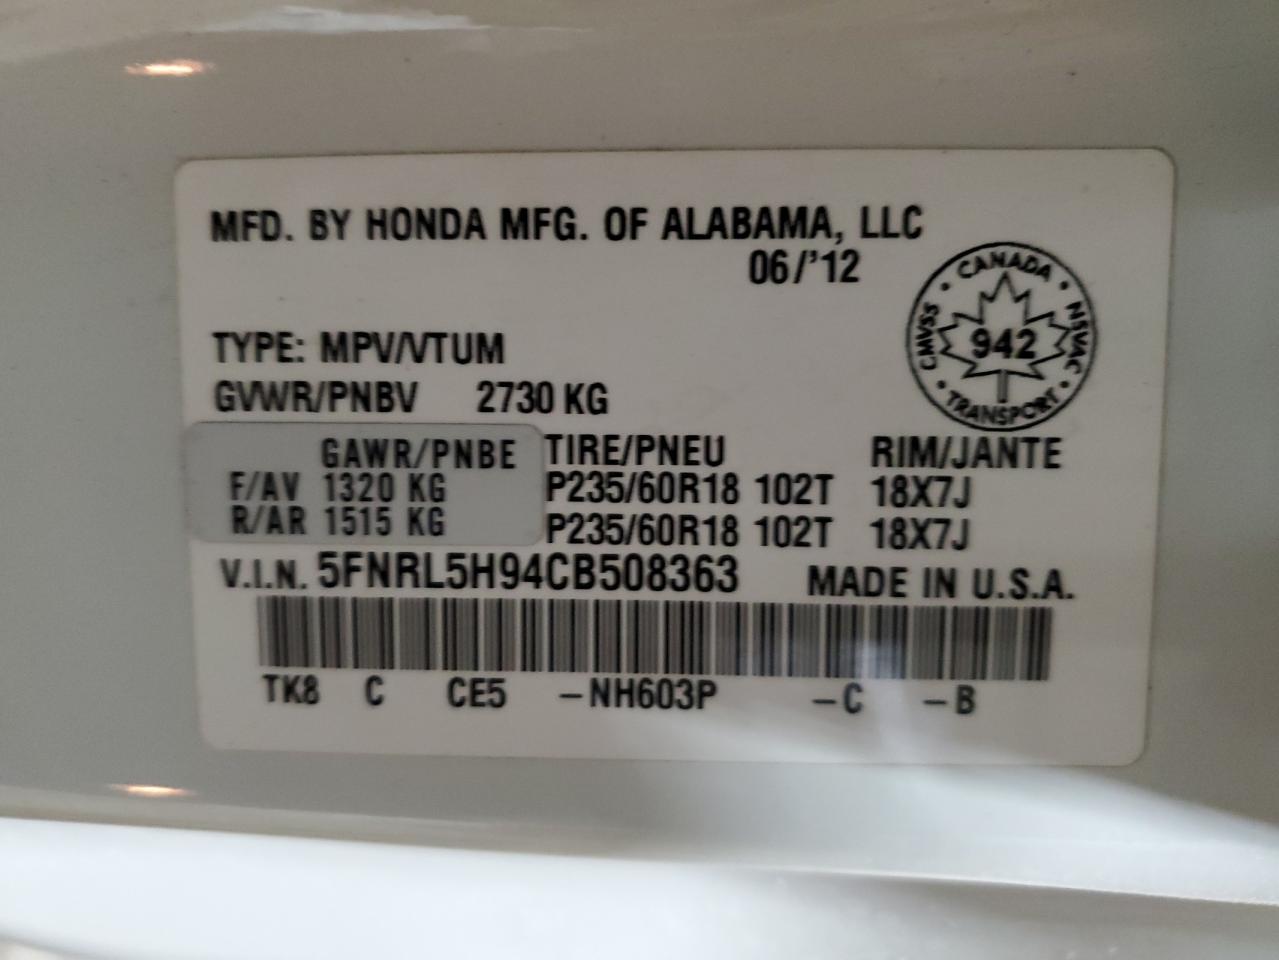 MFD. BY HONDA MFG. OF ALABAMA, LLC
06/'12
CANADA
CMVSS 942 NSVAC
TRANSPORT
TYPE: MPV/VTUM
GVWR/PNBV 2730 KG
GAWR/PNBE TIRE/PNEU RIM/JANTE
F/AV 1320 KG P235/60R18 102T 18X7J
R/AR 1515 KG P235/60R18 102T 18X7J
V.I.N. 5FNRL5H94CB508363 MADE IN U.S.A.
TK8 C CE5 -NH603P -C -B